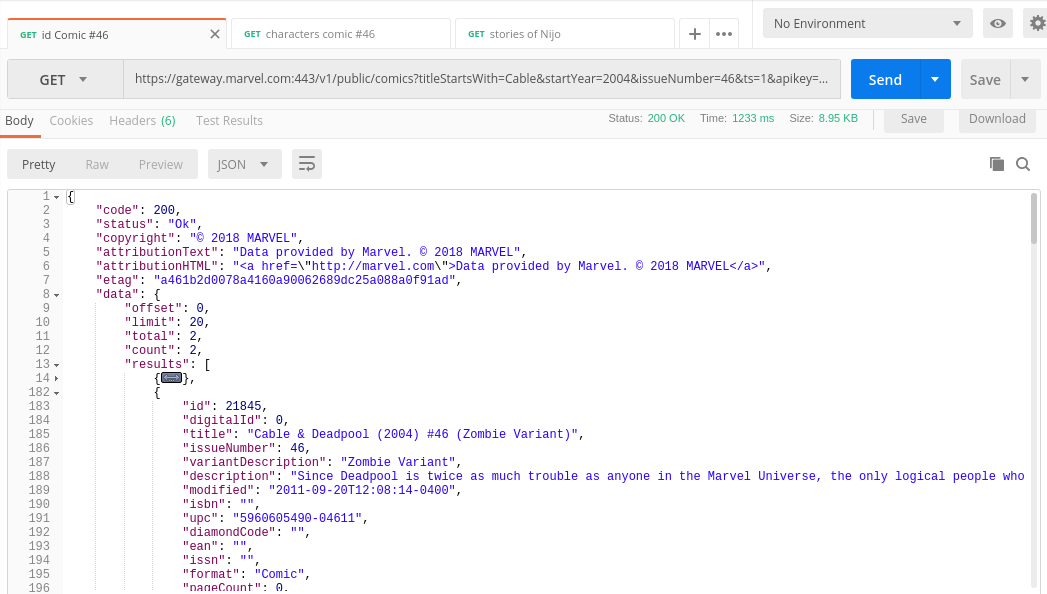 GET id Comic #46 GET characters comic #46 GET stories of Nijo No Environment
GET https://gateway.marvel.com:443/v1/public/comics?titleStartsWith=Cable&startYear=2004&issueNumber=46&ts=1&apikey=... Send Save
Body Cookies Headers (6) Test Results Status: 200 OK Time: 1233 ms Size: 8.95 KB Save Download
Pretty Raw Preview JSON
1 {
2 "code": 200,
3 "status": "Ok",
4 "copyright": "© 2018 MARVEL",
5 "attributionText": "Data provided by Marvel. © 2018 MARVEL",
6 "attributionHTML": "<a href=\"http://marvel.com\">Data provided by Marvel. © 2018 MARVEL</a>",
7 "etag": "a461b2d0078a4160a90062689dc25a088a0f91ad",
8 "data": {
9 "offset": 0,
10 "limit": 20,
11 "total": 2,
12 "count": 2,
13 "results": [
14 {},
182 {
183 "id": 21845,
184 "digitalId": 0,
185 "title": "Cable & Deadpool (2004) #46 (Zombie Variant)",
186 "issueNumber": 46,
187 "variantDescription": "Zombie Variant",
188 "description": "Since Deadpool is twice as much trouble as anyone in the Marvel Universe, the only logical people who
189 "modified": "2011-09-20T12:08:14-0400",
190 "isbn": "",
191 "upc": "5960605490-04611",
192 "diamondCode": "",
193 "ean": "",
194 "issn": "",
195 "format": "Comic",
196 "pageCount": 0,